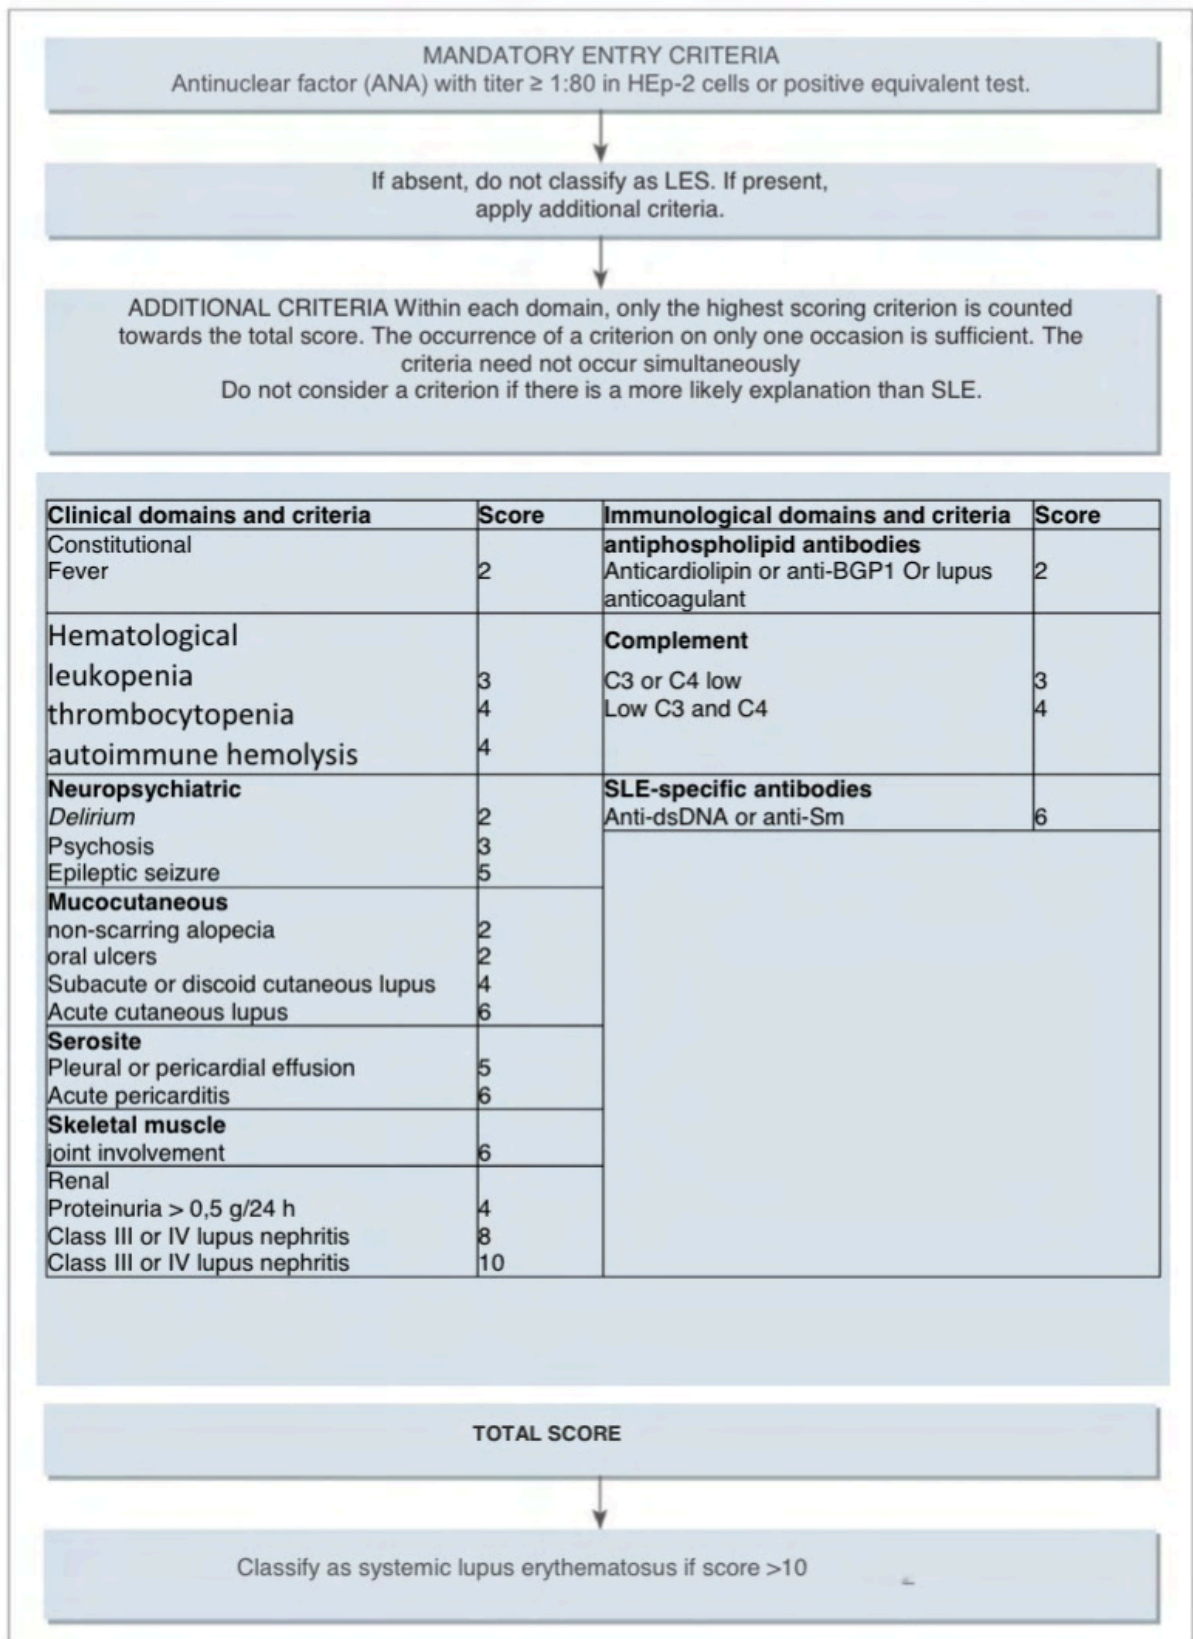 MANDATORY ENTRY CRITERIA
Antinuclear factor (ANA) with titer ≥ 1:80 in HEp-2 cells or positive equivalent test.
If absent, do not classify as LES. If present,
apply additional criteria.
ADDITIONAL CRITERIA Within each domain, only the highest scoring criterion is counted
towards the total score. The occurrence of a criterion on only one occasion is sufficient. The
criteria need not occur simultaneously
Do not consider a criterion if there is a more likely explanation than SLE.
Clinical domains and criteria Score Immunological domains and criteria Score
Constitutional antiphospholipid antibodies
Fever 2 Anticardiolipin or anti-BGP1 Or lupus 2
anticoagulant
Hematological Complement
leukopenia 3 C3 or C4 low 3
thrombocytopenia 4 Low C3 and C4 4
autoimmune hemolysis 4
Neuropsychiatric SLE-specific antibodies
Delirium 2 Anti-dsDNA or anti-Sm 6
Psychosis 3
Epileptic seizure 5
Mucocutaneous
non-scarring alopecia 2
oral ulcers 2
Subacute or discoid cutaneous lupus 4
Acute cutaneous lupus 6
Serosite
Pleural or pericardial effusion 5
Acute pericarditis 6
Skeletal muscle
joint involvement 6
Renal
Proteinuria > 0,5 g/24 h 4
Class III or IV lupus nephritis 8
Class III or IV lupus nephritis 10
TOTAL SCORE
Classify as systemic lupus erythematosus if score >10